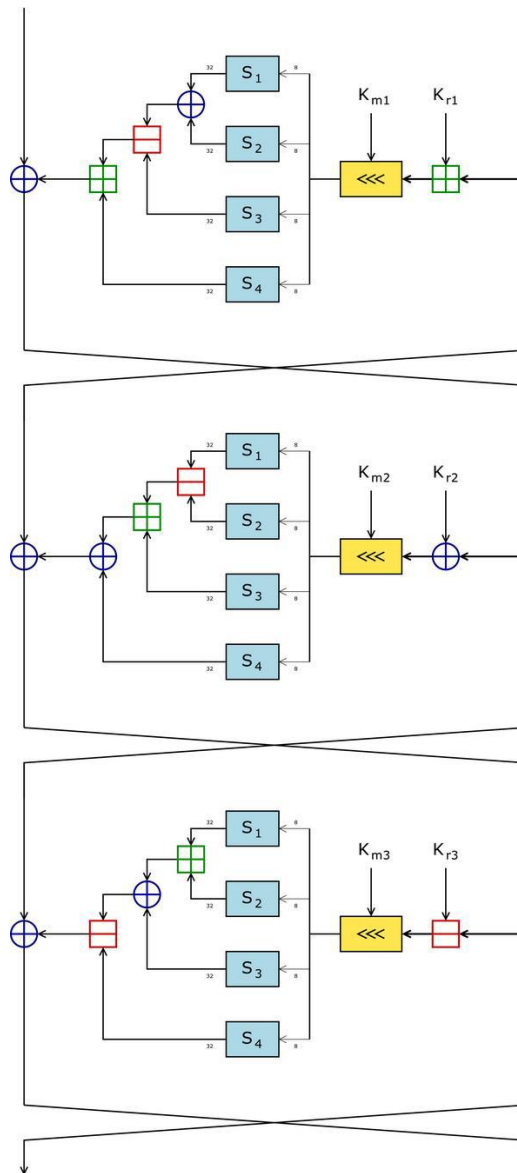 32 S1 8
Km1 Kr1
32 S2 8
<<<
32 S3 8
32 S4 8
32 S1 8
Km2 Kr2
32 S2 8
<<<
32 S3 8
32 S4 8
32 S1 8
Km3 Kr3
32 S2 8
<<<
32 S3 8
32 S4 8